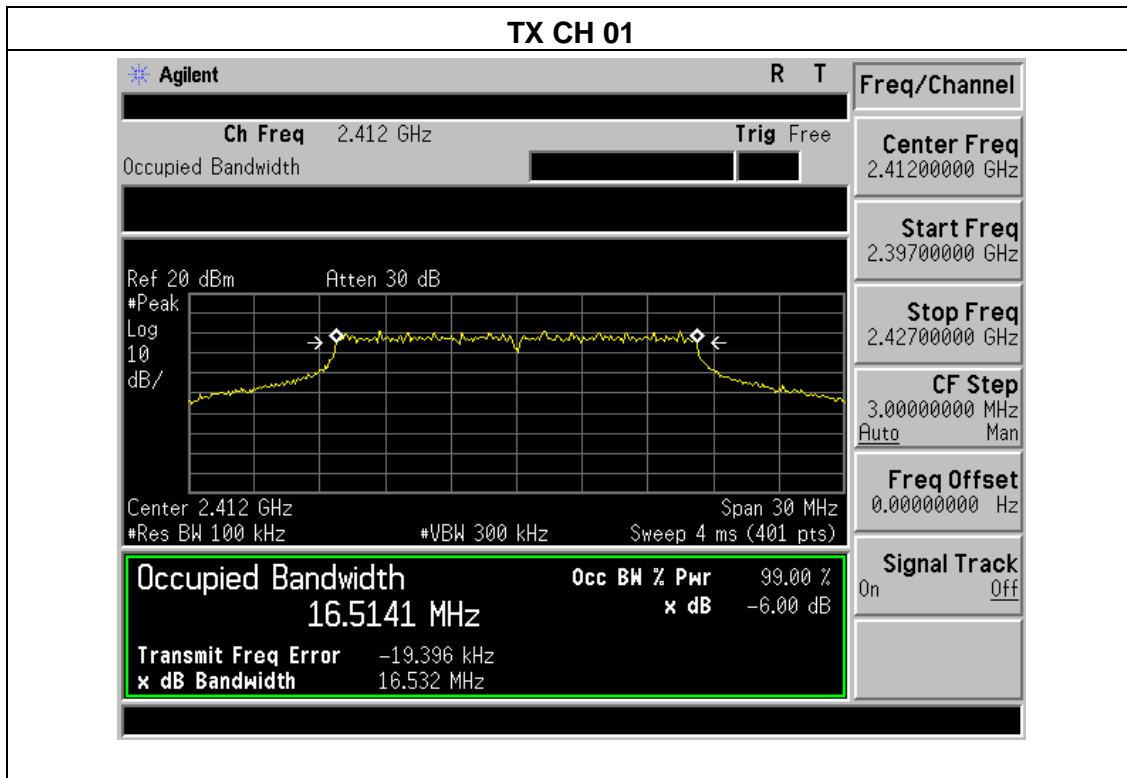 TX CH 01
Agilent R T
Ch Freq 2.412 GHz Trig Free
Occupied Bandwidth
Ref 20 dBm Atten 30 dB
#Peak
Log
10
dB/
Center 2.412 GHz Span 30 MHz
#Res BW 100 kHz #VBW 300 kHz Sweep 4 ms (401 pts)
Occupied Bandwidth
16.5141 MHz
Occ BW % Pwr 99.00 %
x dB -6.00 dB
Transmit Freq Error -19.396 kHz
x dB Bandwidth 16.532 MHz
Freq/Channel
Center Freq
2.41200000 GHz
Start Freq
2.39700000 GHz
Stop Freq
2.42700000 GHz
CF Step
3.00000000 MHz
Auto Man
Freq Offset
0.00000000 Hz
Signal Track
On Off